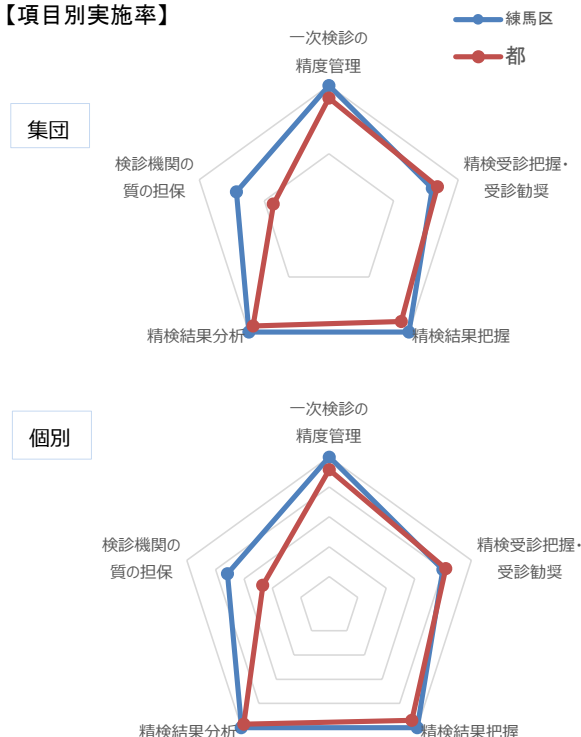 【項目別実施率】
練馬区
都
集団
一次検診の
精度管理
精検受診把握・
受診勧奨
精検結果把握
精検結果分析
検診機関の
質の担保
個別
一次検診の
精度管理
精検受診把握・
受診勧奨
精検結果把握
精検結果分析
検診機関の
質の担保